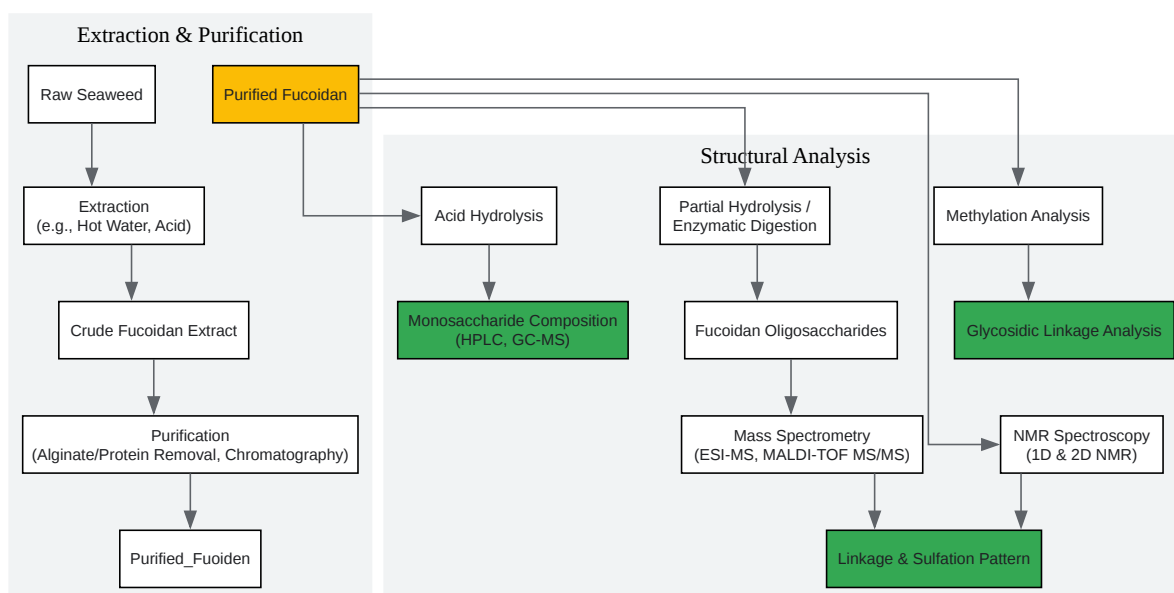 Extraction & Purification
Raw Seaweed
Purified Fucoidan
Extraction
(e.g., Hot Water, Acid)
Crude Fucoidan Extract
Purification
(Alginate/Protein Removal, Chromatography)
Purified_Fuoiden
Structural Analysis
Acid Hydrolysis
Partial Hydrolysis /
Enzymatic Digestion
Methylation Analysis
Monosaccharide Composition
(HPLC, GC-MS)
Fucoidan Oligosaccharides
Glycosidic Linkage Analysis
Mass Spectrometry
(ESI-MS, MALDI-TOF MS/MS)
NMR Spectroscopy
(1D & 2D NMR)
Linkage & Sulfation Pattern